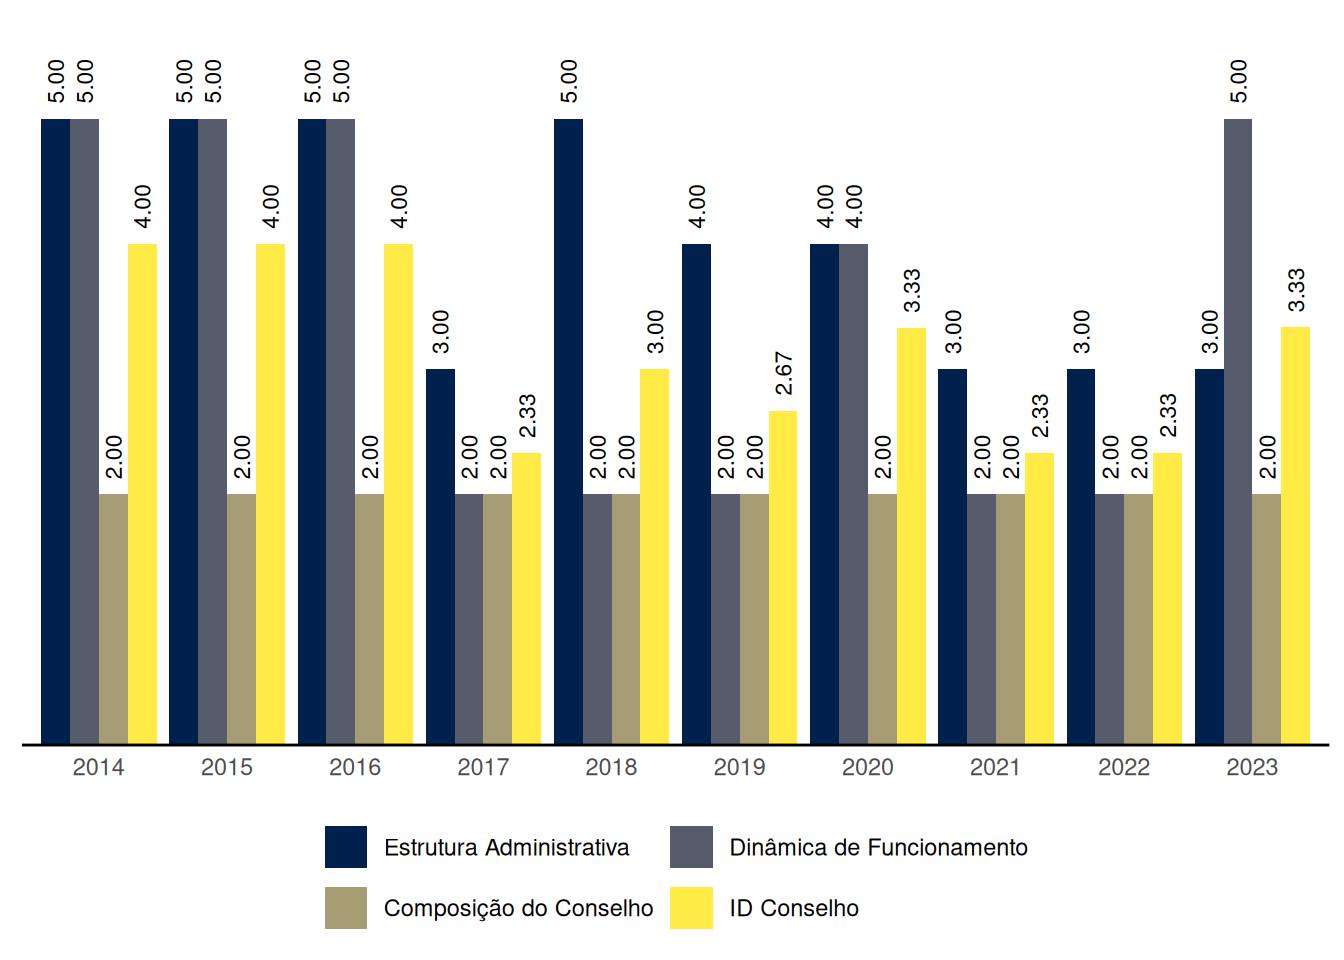 5.00 5.00 2.00 4.00
5.00 5.00 2.00 4.00
5.00 5.00 2.00 4.00
3.00 2.00 2.00 2.33
5.00 2.00 2.00 3.00
4.00 2.00 2.00 2.67
4.00 4.00 2.00 3.33
3.00 2.00 2.00 2.33
3.00 2.00 2.00 2.33
3.00 5.00 2.00 3.33
2014 2015 2016 2017 2018 2019 2020 2021 2022 2023
Estrutura Administrativa Dinâmica de Funcionamento
Composição do Conselho ID Conselho